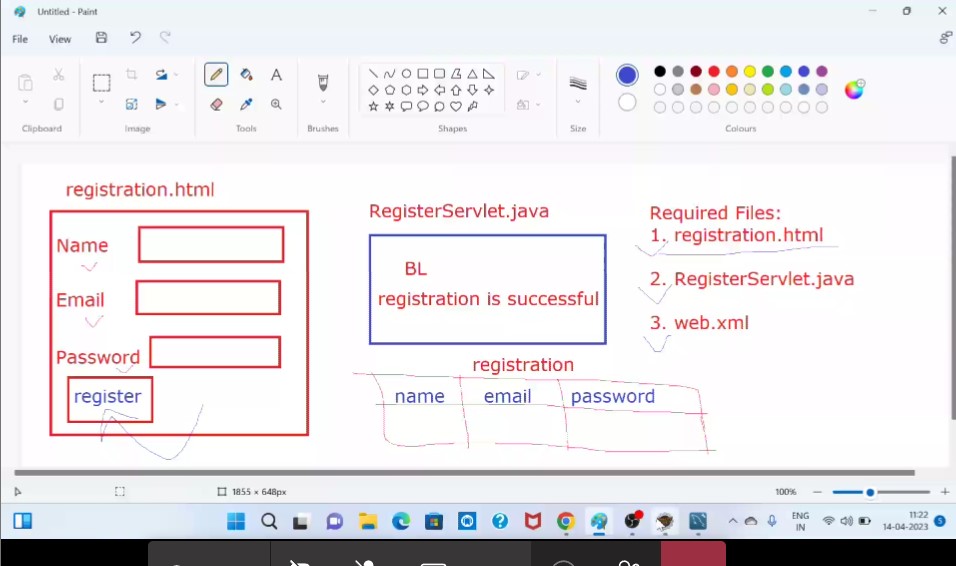 Untitled - Paint
File View
Clipboard
Image
Tools
Brushes
Shapes
Size
Colours
A
registration.html
Name
Email
Password
register
RegisterServlet.java
BL
registration is successful
registration
name email password
Required Files:
1. registration.html
2. RegisterServlet.java
3. web.xml
1855 × 648px
100%
ENG
IN
11:22
14-04-2023
5